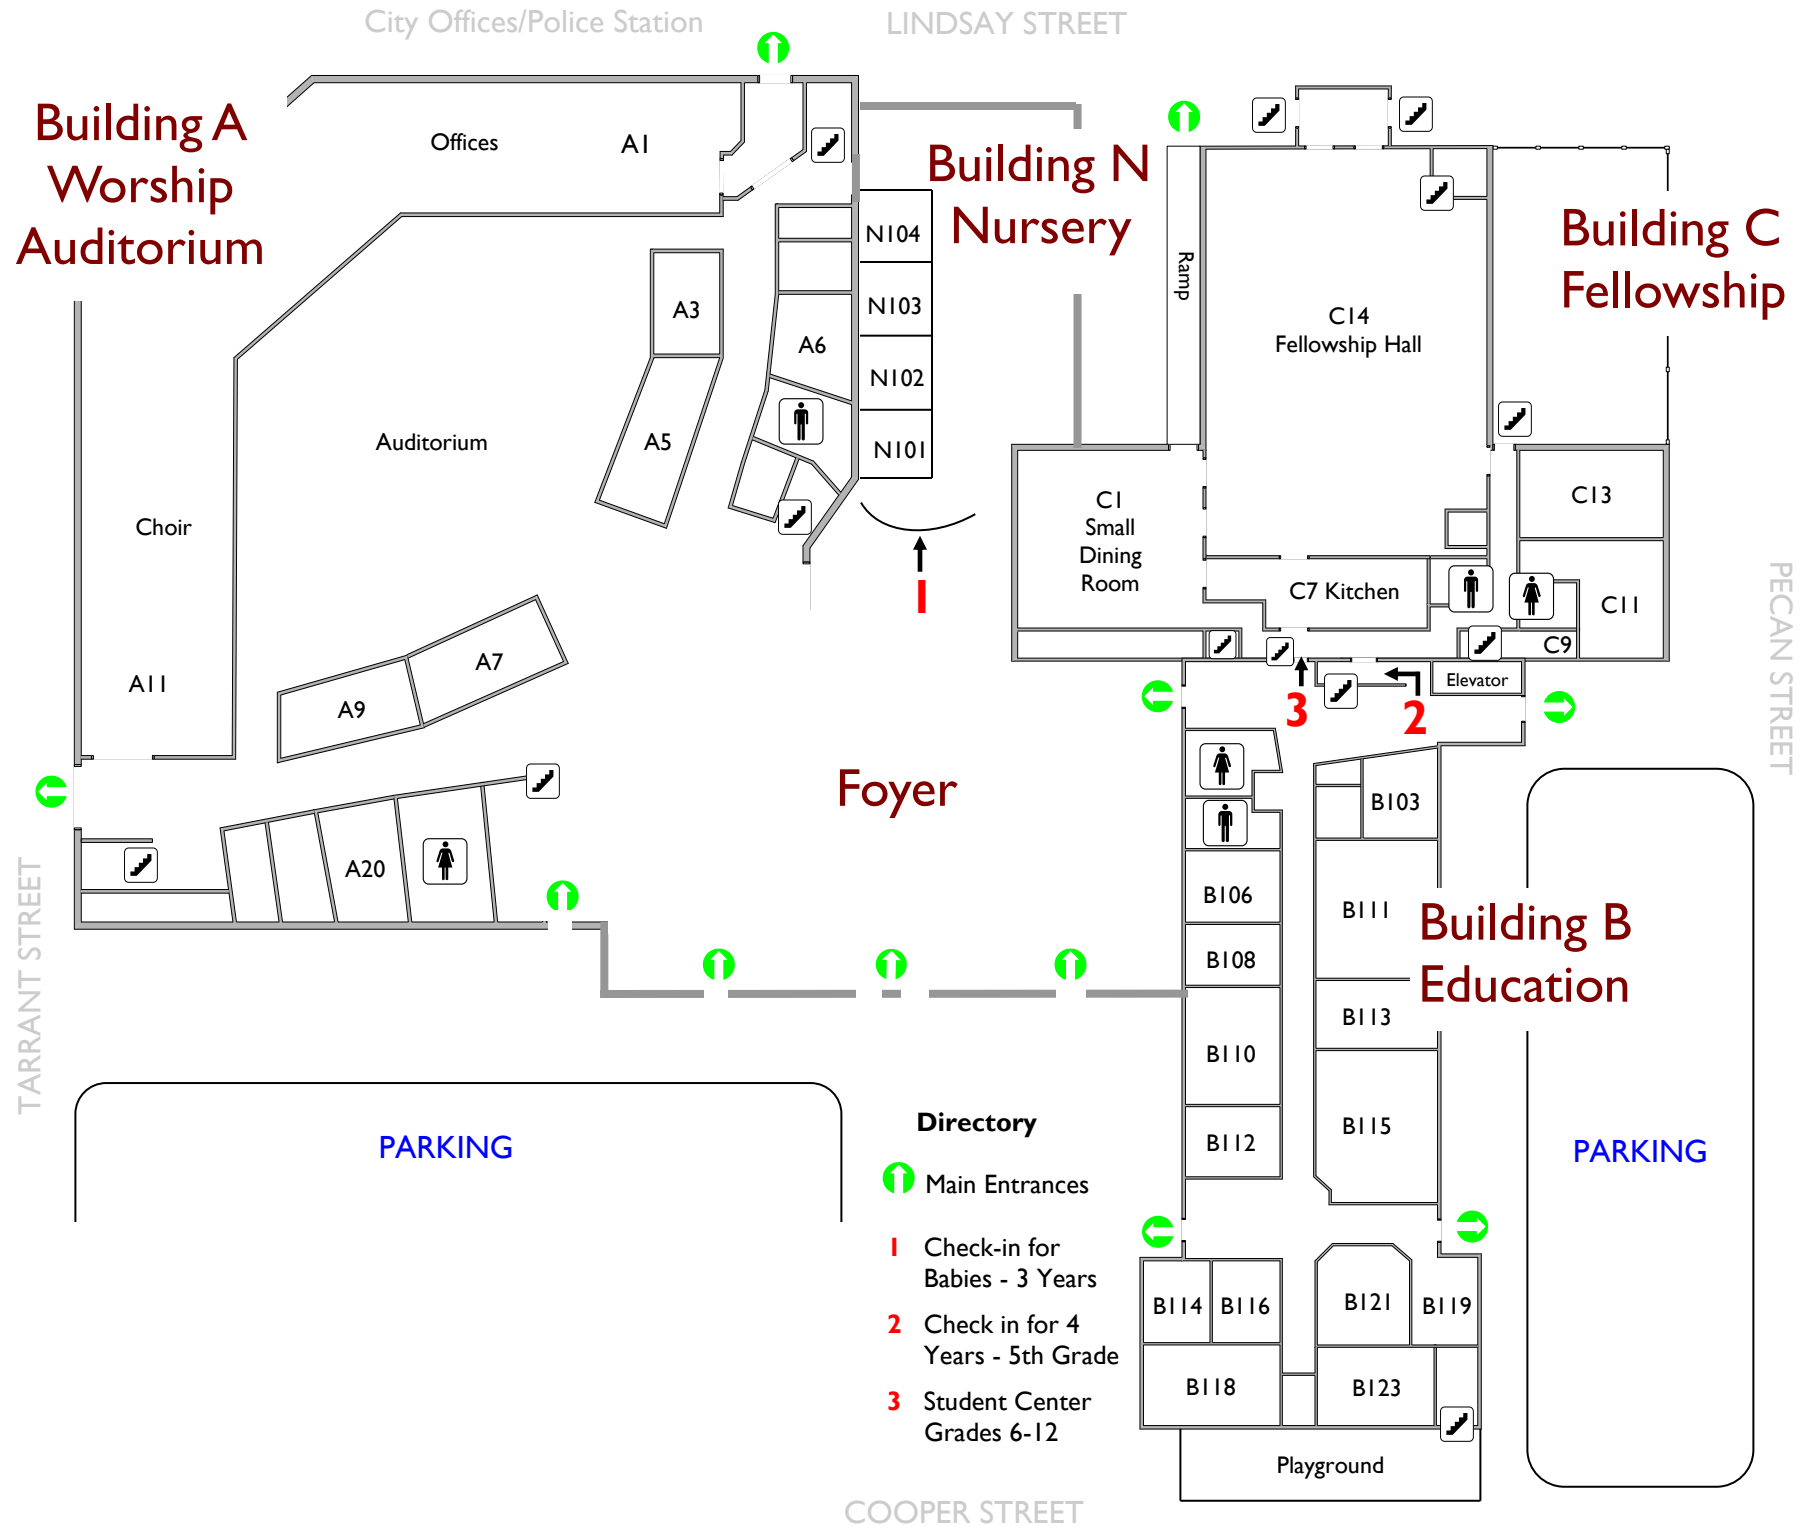 City Offices/Police Station
LINDSAY STREET
Building A
Worship
Auditorium
Offices
A1
Building N
Nursery
Building C
Fellowship
N104
N103
N102
N101
Ramp
A3
A6
A5
Auditorium
C14
Fellowship Hall
Choir
C1
Small
Dining
Room
C13
C7 Kitchen
C11
C9
1
A7
A9
A11
Elevator
3
2
PECAN STREET
Foyer
B103
A20
B106
B111
B108
Building B
Education
B113
B110
B115
B112
TARRANT STREET
PARKING
PARKING
Directory
Main Entrances
1 Check-in for
Babies - 3 Years
2 Check in for 4
Years - 5th Grade
3 Student Center
Grades 6-12
B114
B116
B121
B119
B118
B123
Playground
COOPER STREET